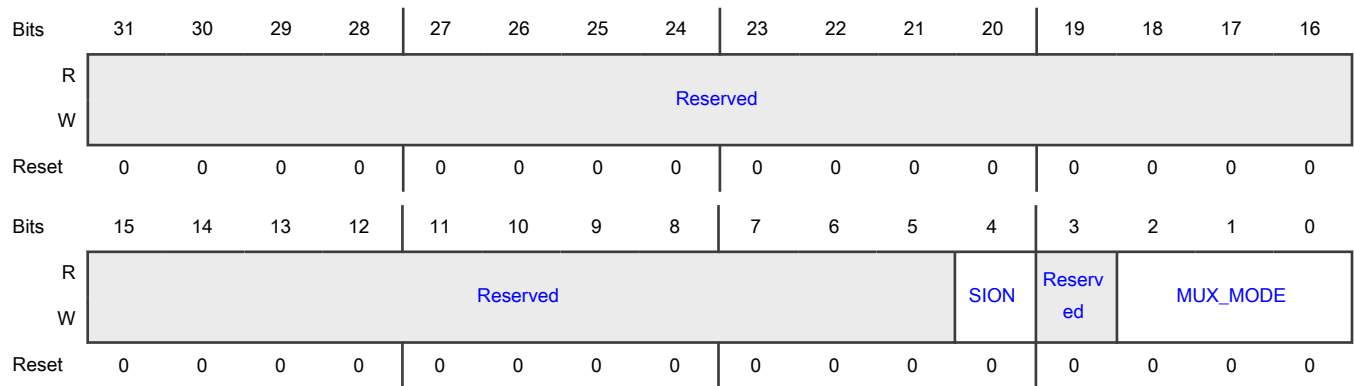 Bits 31 30 29 28 27 26 25 24 23 22 21 20 19 18 17 16
R
Reserved
W
Reset 0 0 0 0 0 0 0 0 0 0 0 0 0 0 0 0
Bits 15 14 13 12 11 10 9 8 7 6 5 4 3 2 1 0
R
Reserved SION Reserv
ed MUX_MODE
W
Reset 0 0 0 0 0 0 0 0 0 0 0 0 0 0 0 0